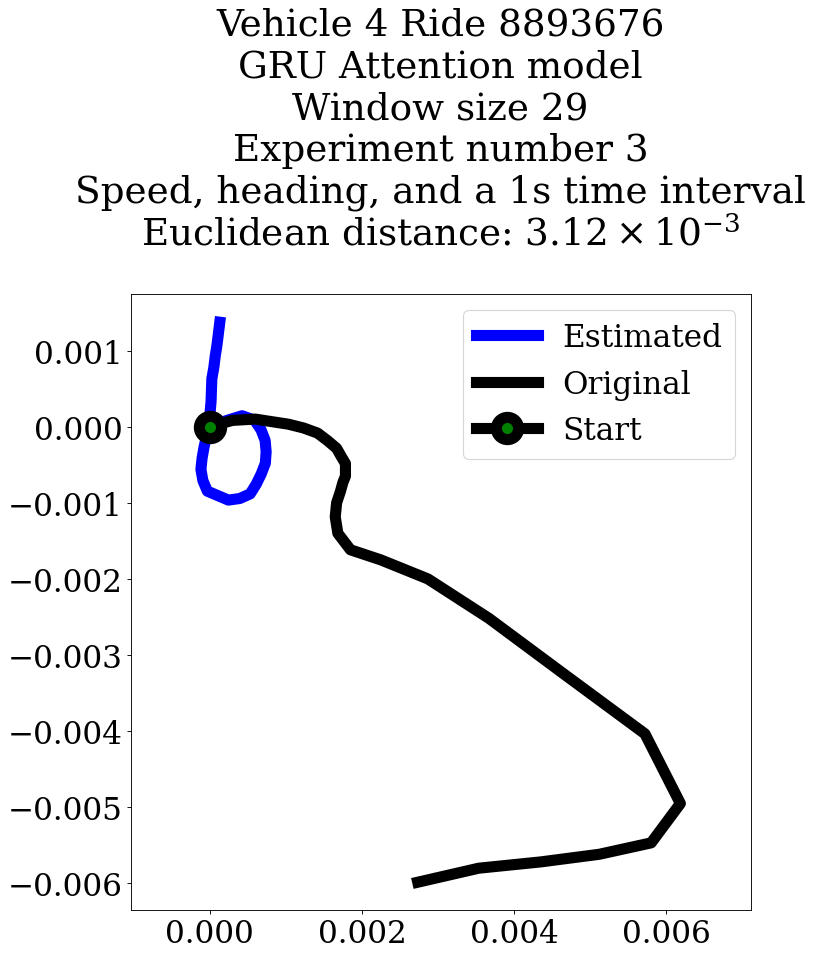 Vehicle 4 Ride 8893676
GRU Attention model
Window size 29
Experiment number 3
Speed, heading, and a 1s time interval
Euclidean distance: 3.12 × 10⁻³
Estimated
Original
Start
0.001
0.000
−0.001
−0.002
−0.003
−0.004
−0.005
−0.006
0.000 0.002 0.004 0.006